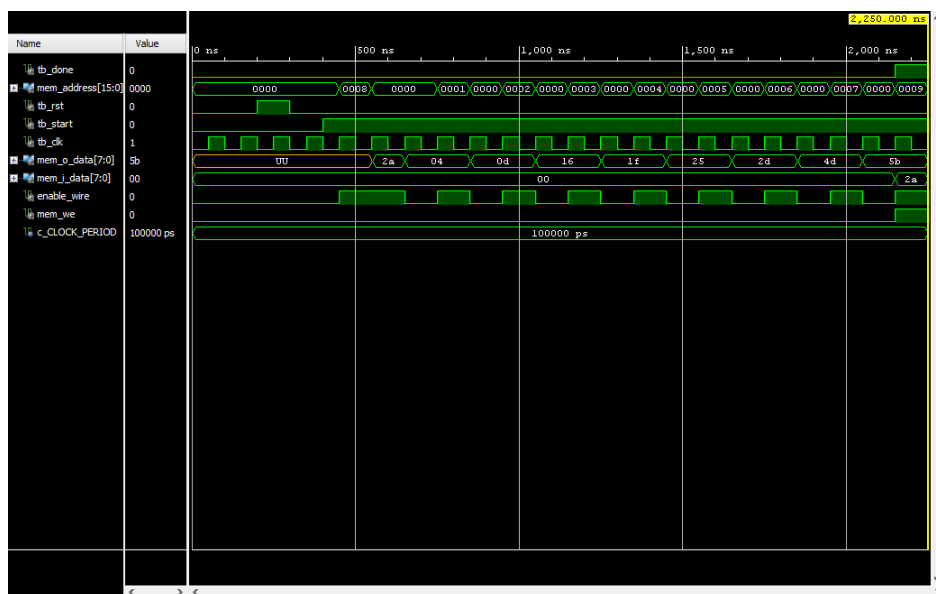 2,250.000 ns
Name Value
0 ns 500 ns 1,000 ns 1,500 ns 2,000 ns
tb_done 0
mem_address[15:0] 0000 0000 0008 0000 0001 0000 0002 0000 0003 0000 0004 0000 0005 0000 0006 0000 0007 0000 0009
tb_rst 0
tb_start 0
tb_clk 1
mem_o_data[7:0] 5b UU 2a 04 0d 16 1f 25 2d 4d 5b
mem_i_data[7:0] 00 00 2a
enable_wire 0
mem_we 0
c_CLOCK_PERIOD 100000 ps 100000 ps